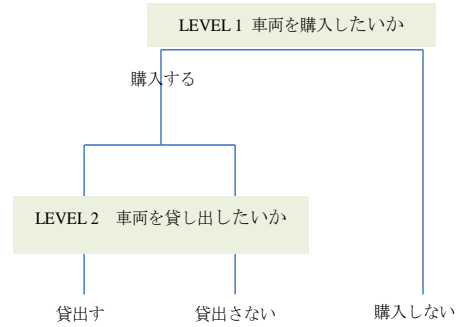 LEVEL 1 車両を購入したいか
購入する
LEVEL 2　車両を貸し出したいか
貸出す
貸出さない
購入しない